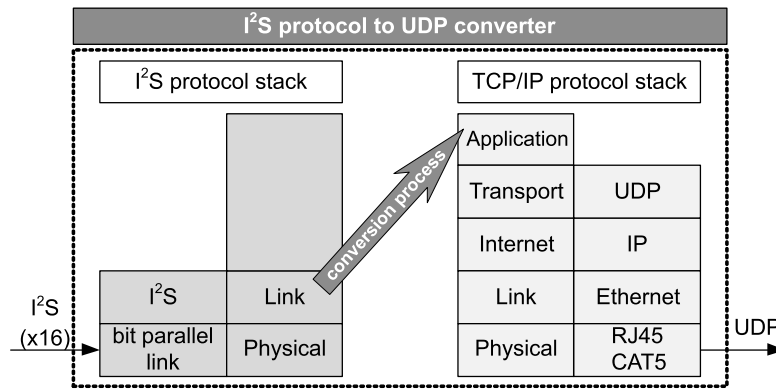 I²S protocol to UDP converter
I²S protocol stack
TCP/IP protocol stack
Application
conversion process
Transport
UDP
Internet
IP
I²S
Link
Link
Ethernet
I²S
(x16)
bit parallel
link
Physical
Physical
RJ45
CAT5
UDP